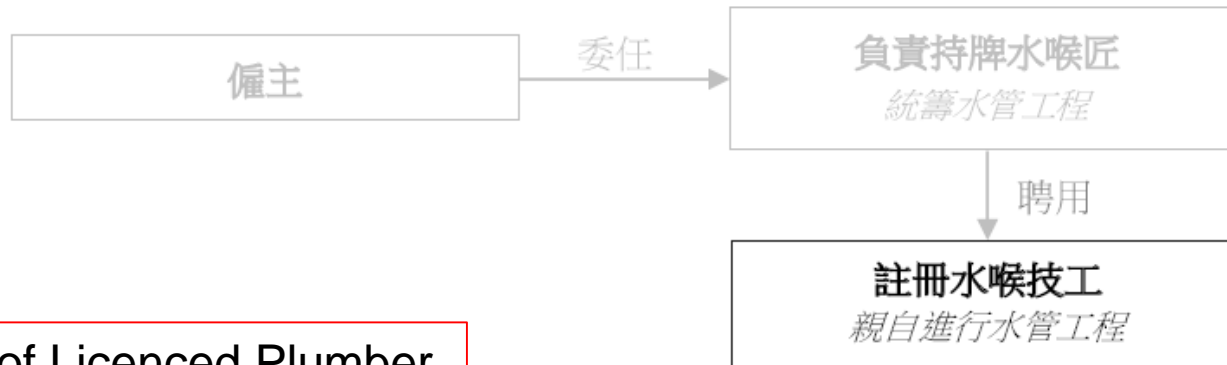 僱主
委任
負責持牌水喉匠
統籌水管工程
聘用
註冊水喉技工
親自進行水管工程
of Licenced Plumber